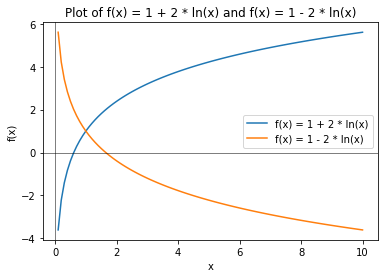 Plot of f(x) = 1 + 2 * ln(x) and f(x) = 1 - 2 * ln(x)
6
4
2
0
−2
−4
f(x)
f(x) = 1 + 2 * ln(x)
f(x) = 1 - 2 * ln(x)
0 2 4 6 8 10
x